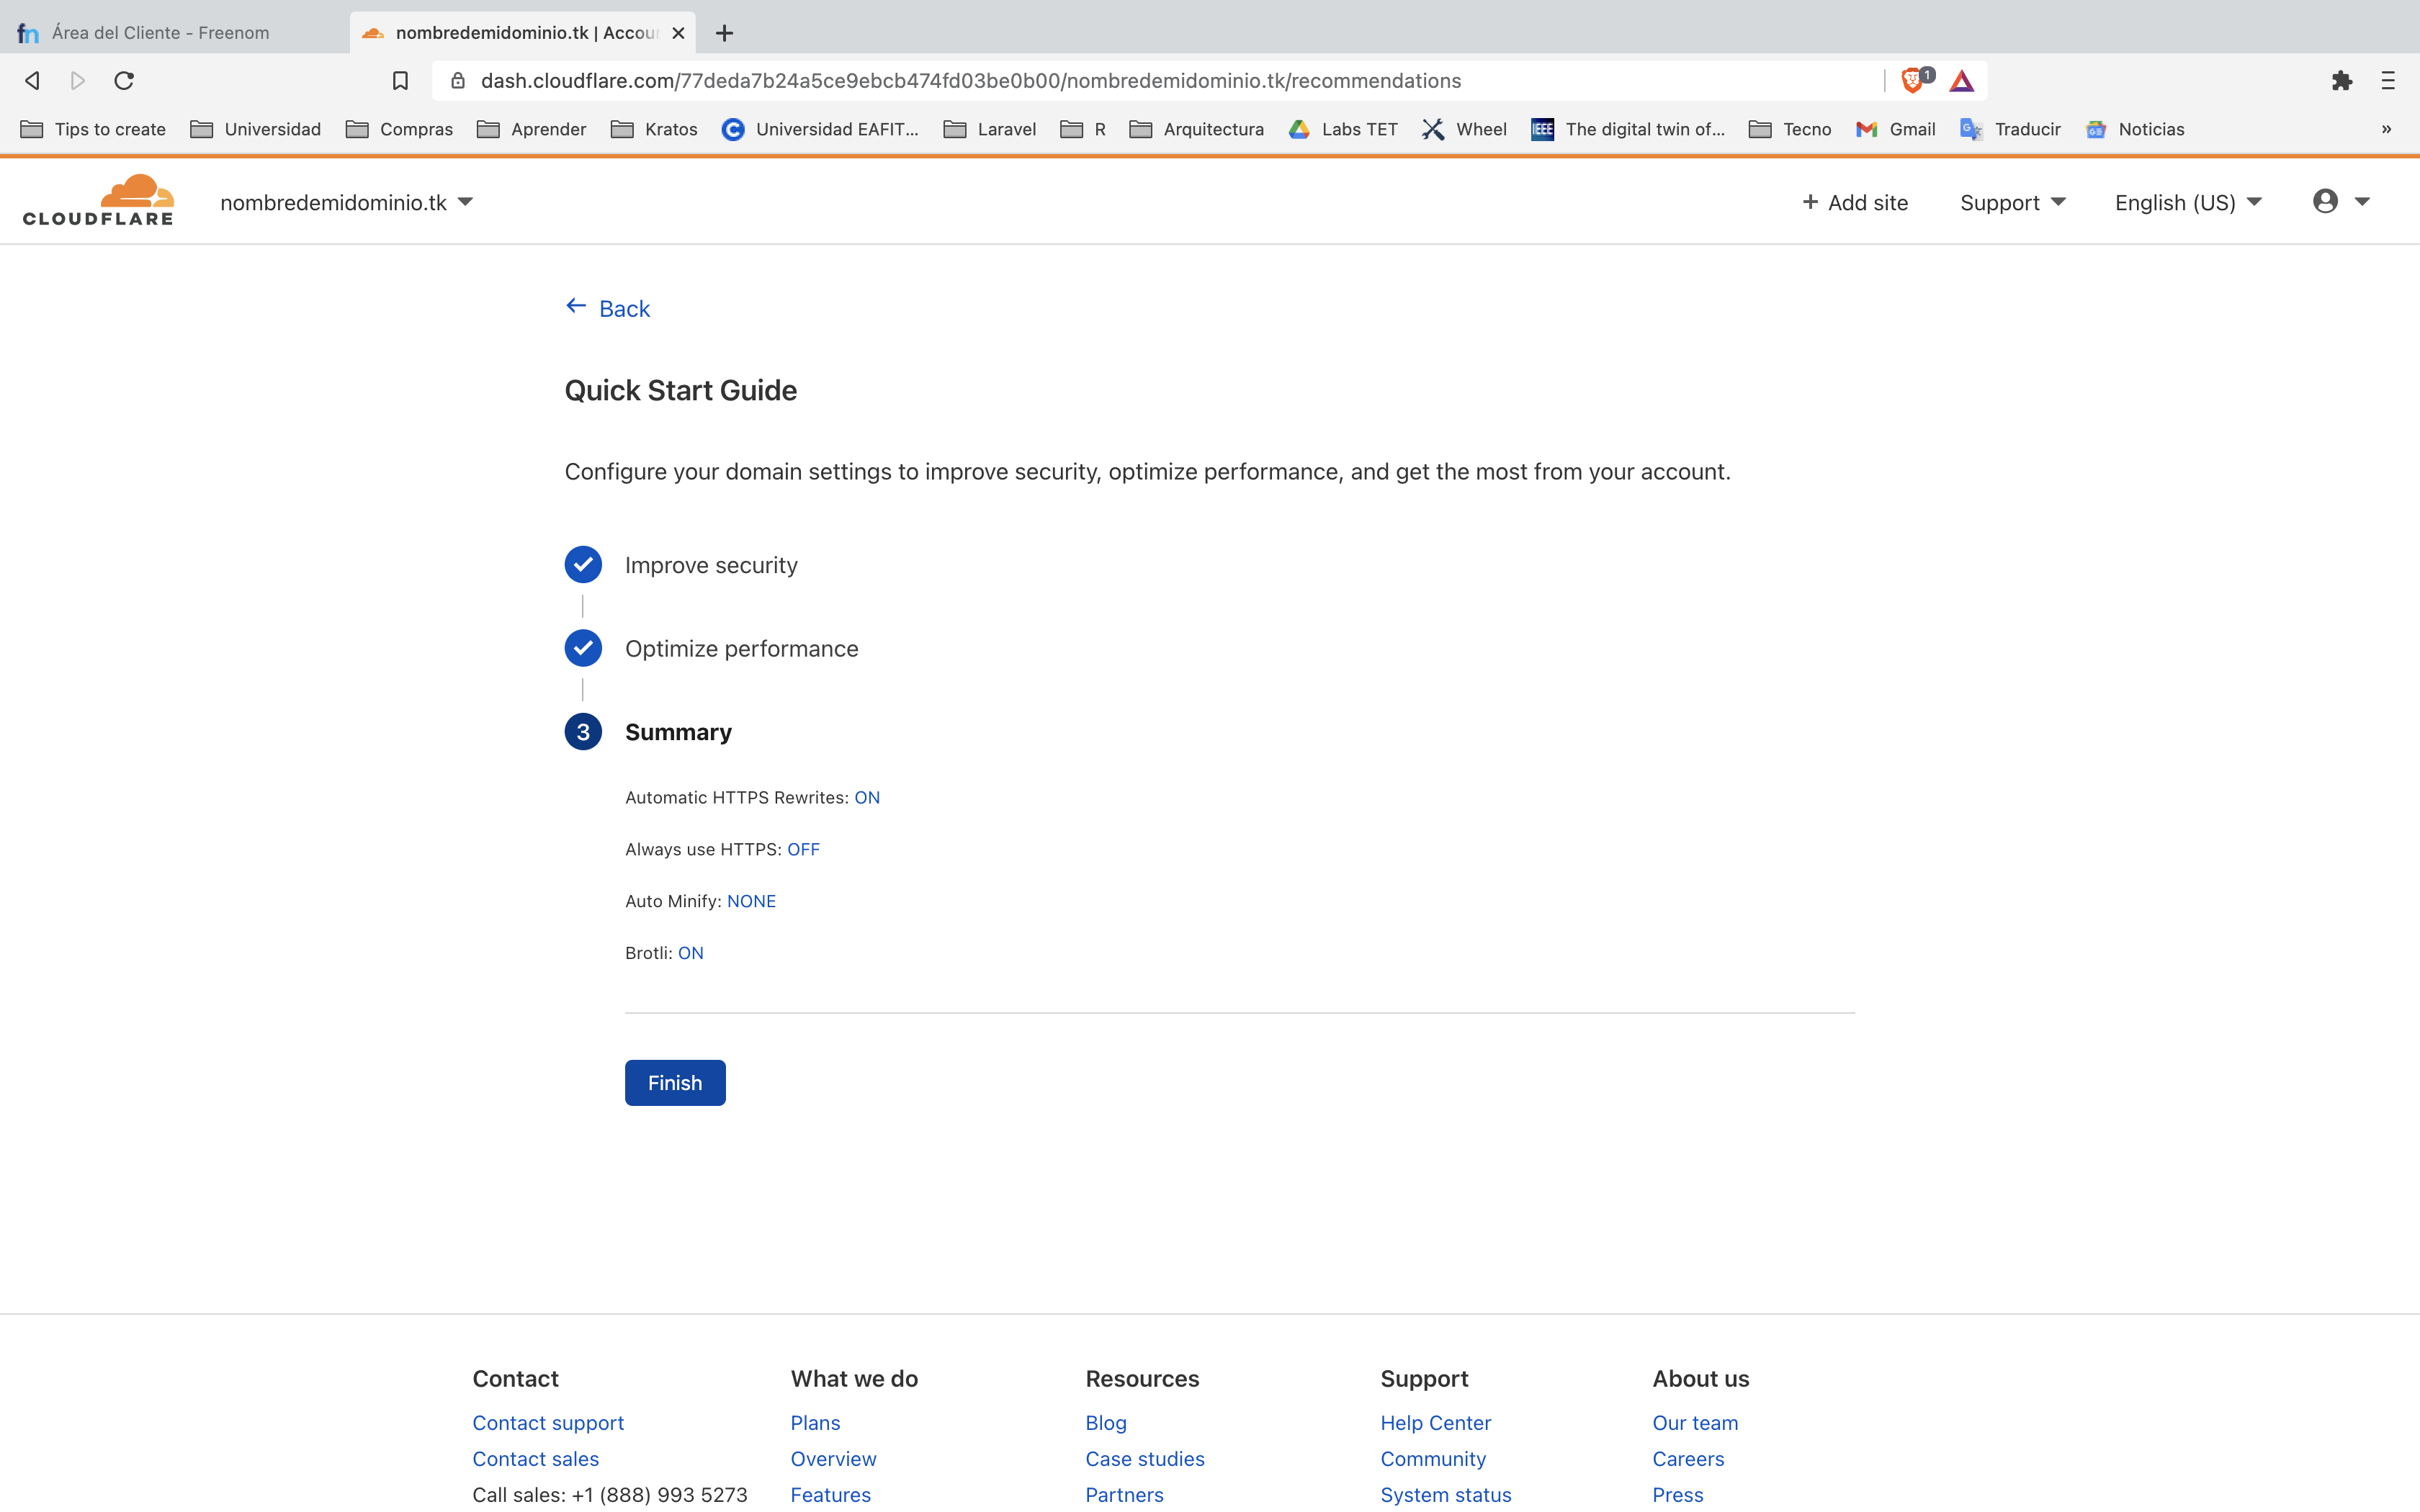 Área del Cliente - Freenom
nombredemidominio.tk | Accou
dash.cloudflare.com/77deda7b24a5ce9ebcb474fd03be0b00/nombredemidominio.tk/recommendations
1
Tips to create Universidad Compras Aprender Kratos Universidad EAFIT... Laravel R Arquitectura Labs TET Wheel The digital twin of... Tecno Gmail Traducir Noticias »
CLOUDFLARE
nombredemidominio.tk
+ Add site Support English (US)
← Back
Quick Start Guide
Configure your domain settings to improve security, optimize performance, and get the most from your account.
Improve security
Optimize performance
3 Summary
Automatic HTTPS Rewrites: ON
Always use HTTPS: OFF
Auto Minify: NONE
Brotli: ON
Finish
Contact What we do Resources Support About us
Contact support Plans Blog Help Center Our team
Contact sales Overview Case studies Community Careers
Call sales: +1 (888) 993 5273 Features Partners System status Press